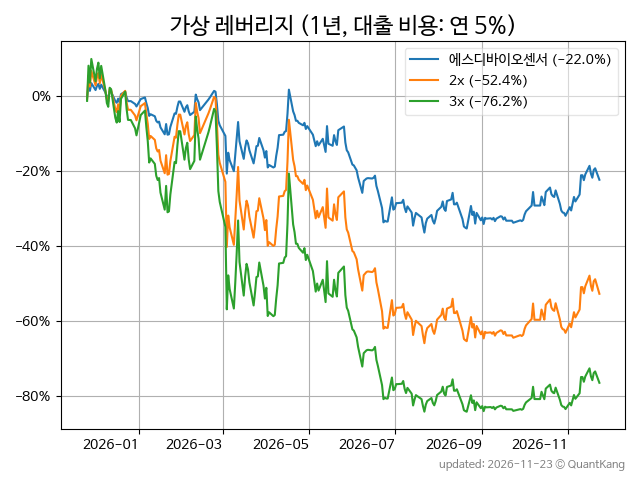 가상 레버리지 (1년, 대출 비용: 연 5%)
에스디바이오센서 (−22.0%)
2x (−52.4%)
3x (−76.2%)
0%
−20%
−40%
−60%
−80%
2026-01 2026-03 2026-05 2026-07 2026-09 2026-11
updated: 2026-11-23 © QuantKang